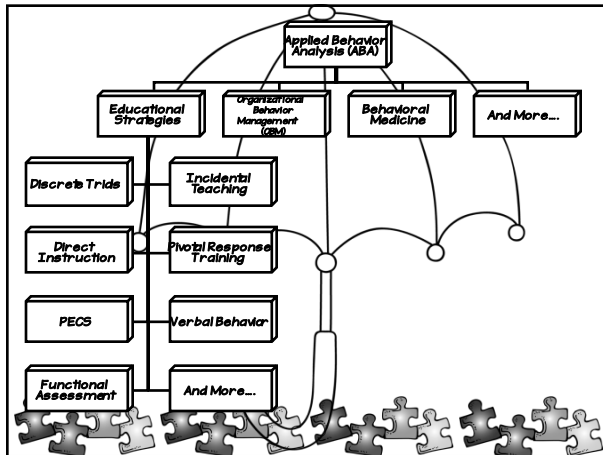 Applied Behavior
Analysis (ABA)
Educational
Strategies
Organizational
Behavior
Management
(OBM)
Behavioral
Medicine
And More....
Discrete Trials
Incidental
Teaching
Direct
Instruction
Pivotal Response
Training
PECS
Verbal Behavior
Functional
Assessment
And More....